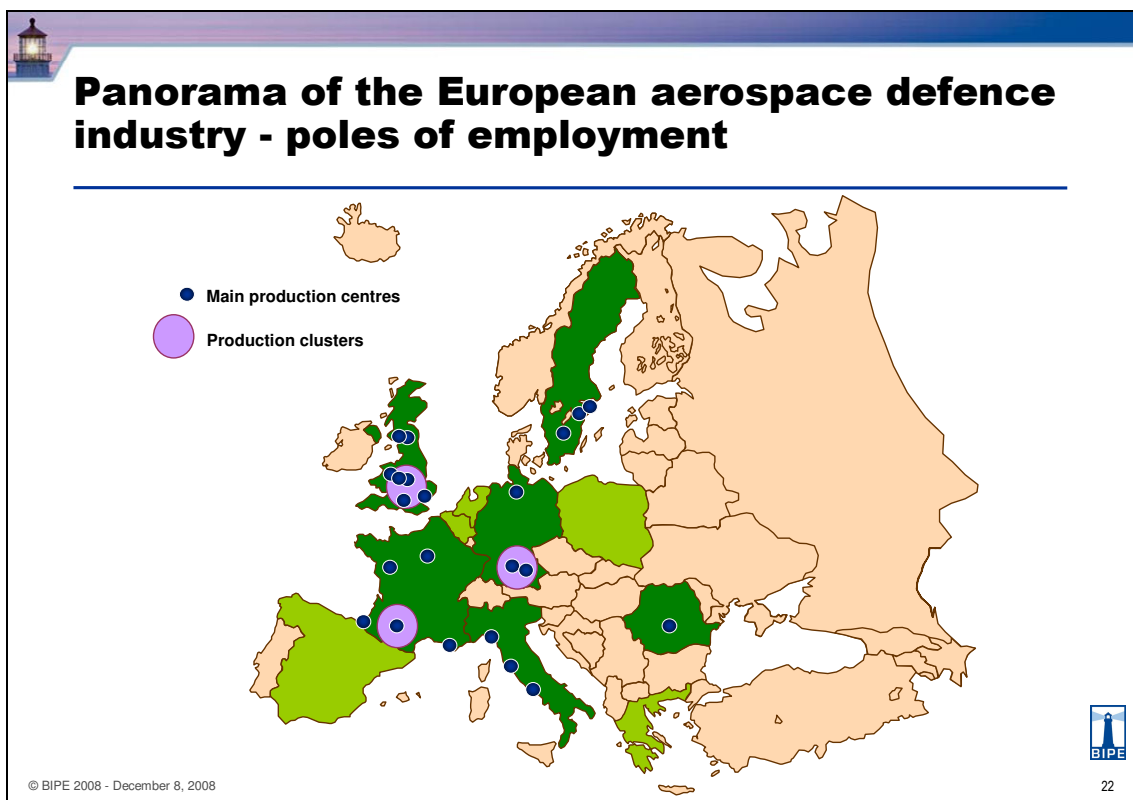 Panorama of the European aerospace defence
industry - poles of employment
Main production centres
Production clusters
BIPE
© BIPE 2008 - December 8, 2008
22